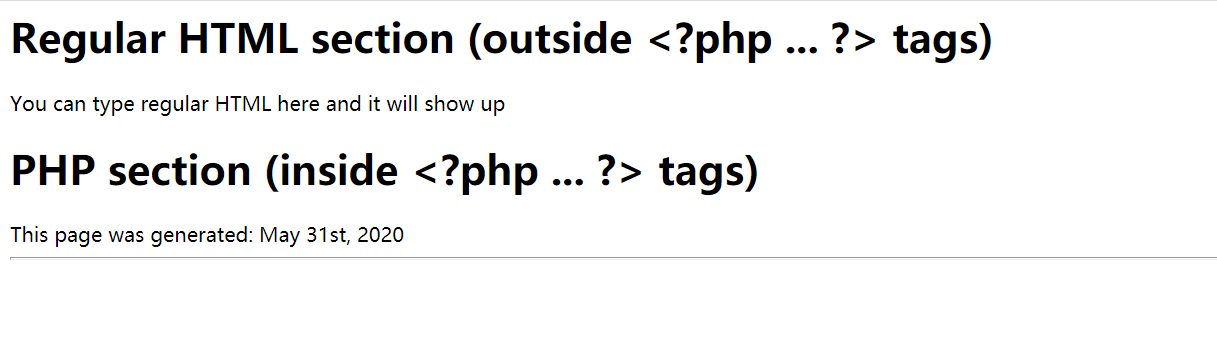 Regular HTML section (outside <?php ... ?> tags)
You can type regular HTML here and it will show up
PHP section (inside <?php ... ?> tags)
This page was generated: May 31st, 2020